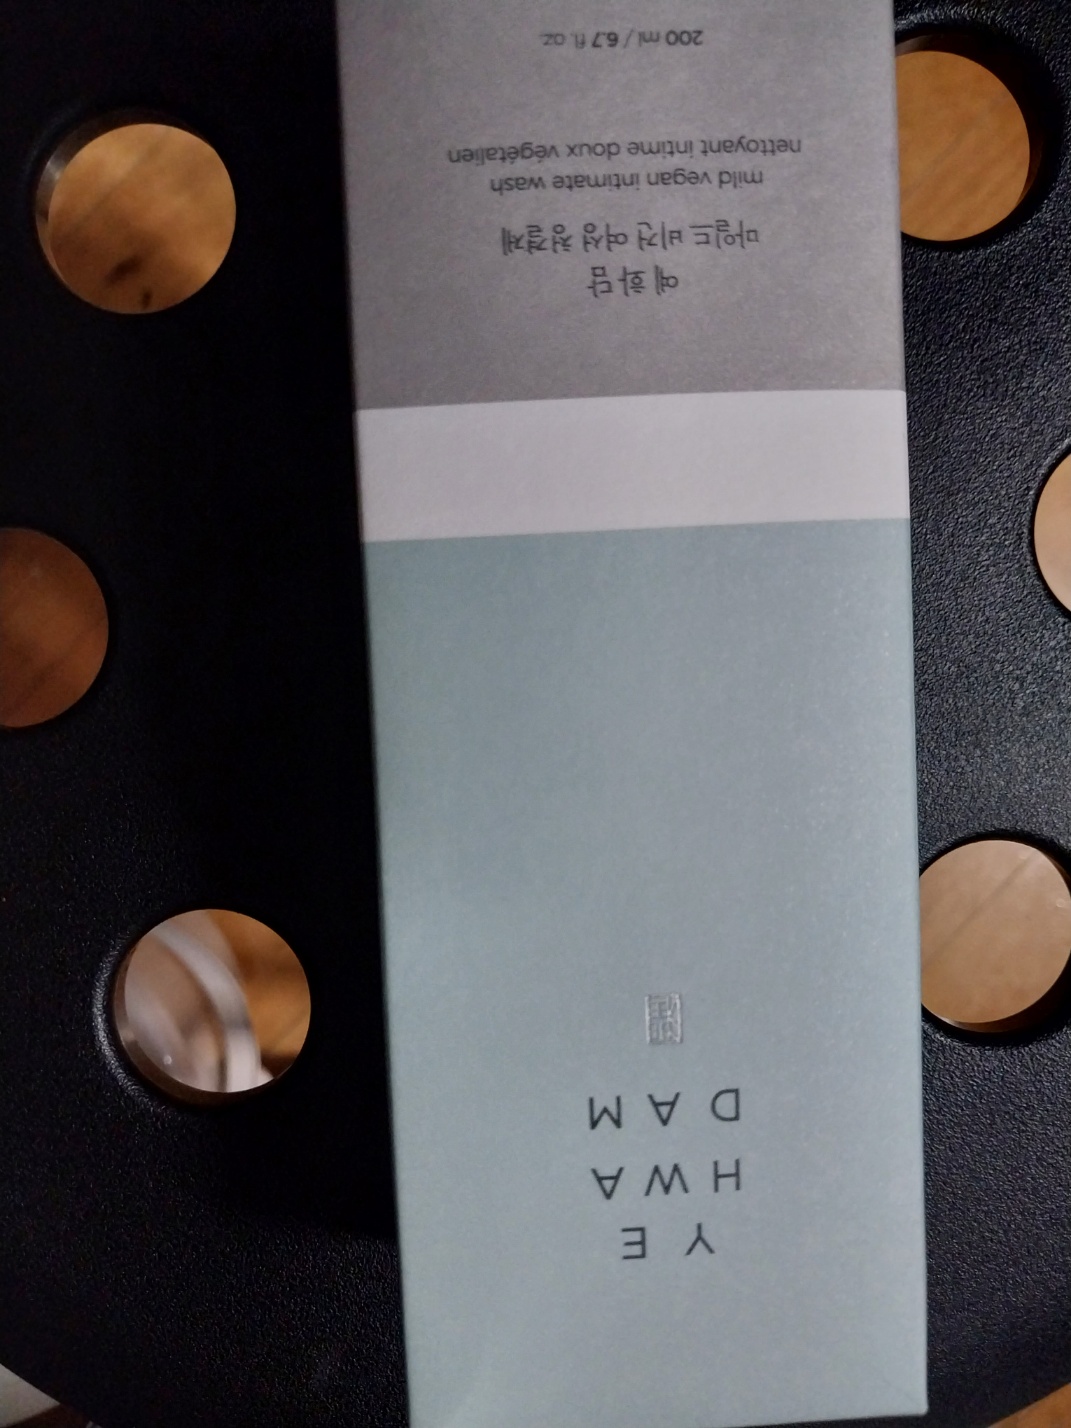 YE
HWA
DAM
예화담
마일드 비건 여성 청결제
mild vegan intimate wash
nettoyant intime doux végétalien
200 ml / 6.7 fl. oz.